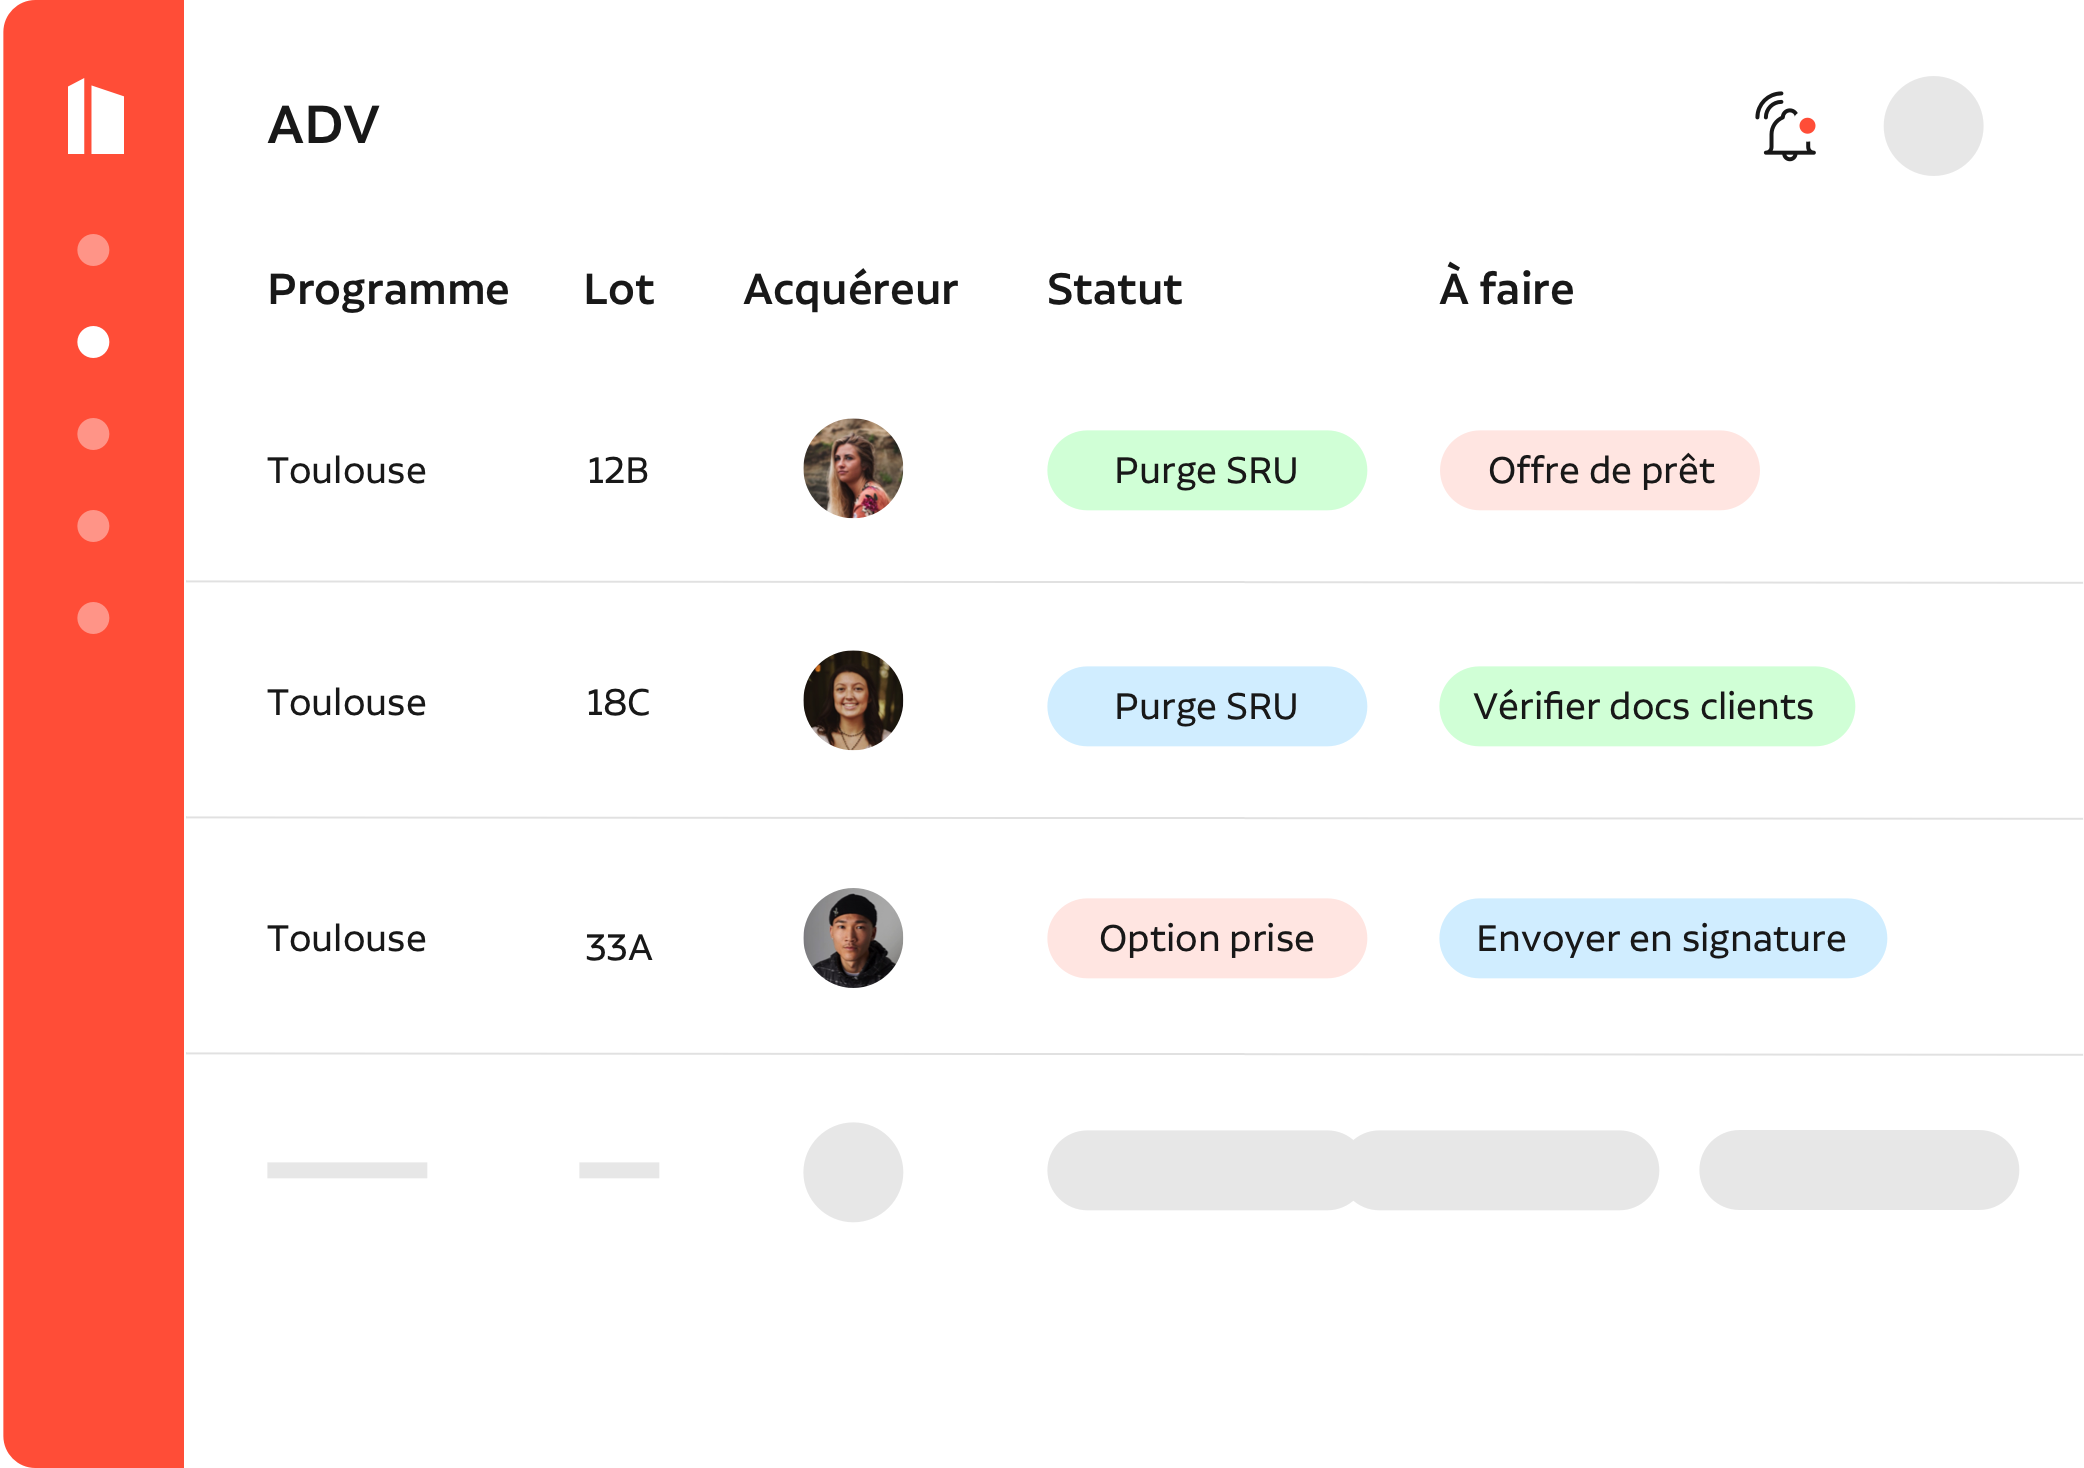 ADV
Programme Lot Acquéreur Statut À faire
Toulouse 12B Purge SRU Offre de prêt
Toulouse 18C Purge SRU Vérifier docs clients
Toulouse 33A Option prise Envoyer en signature